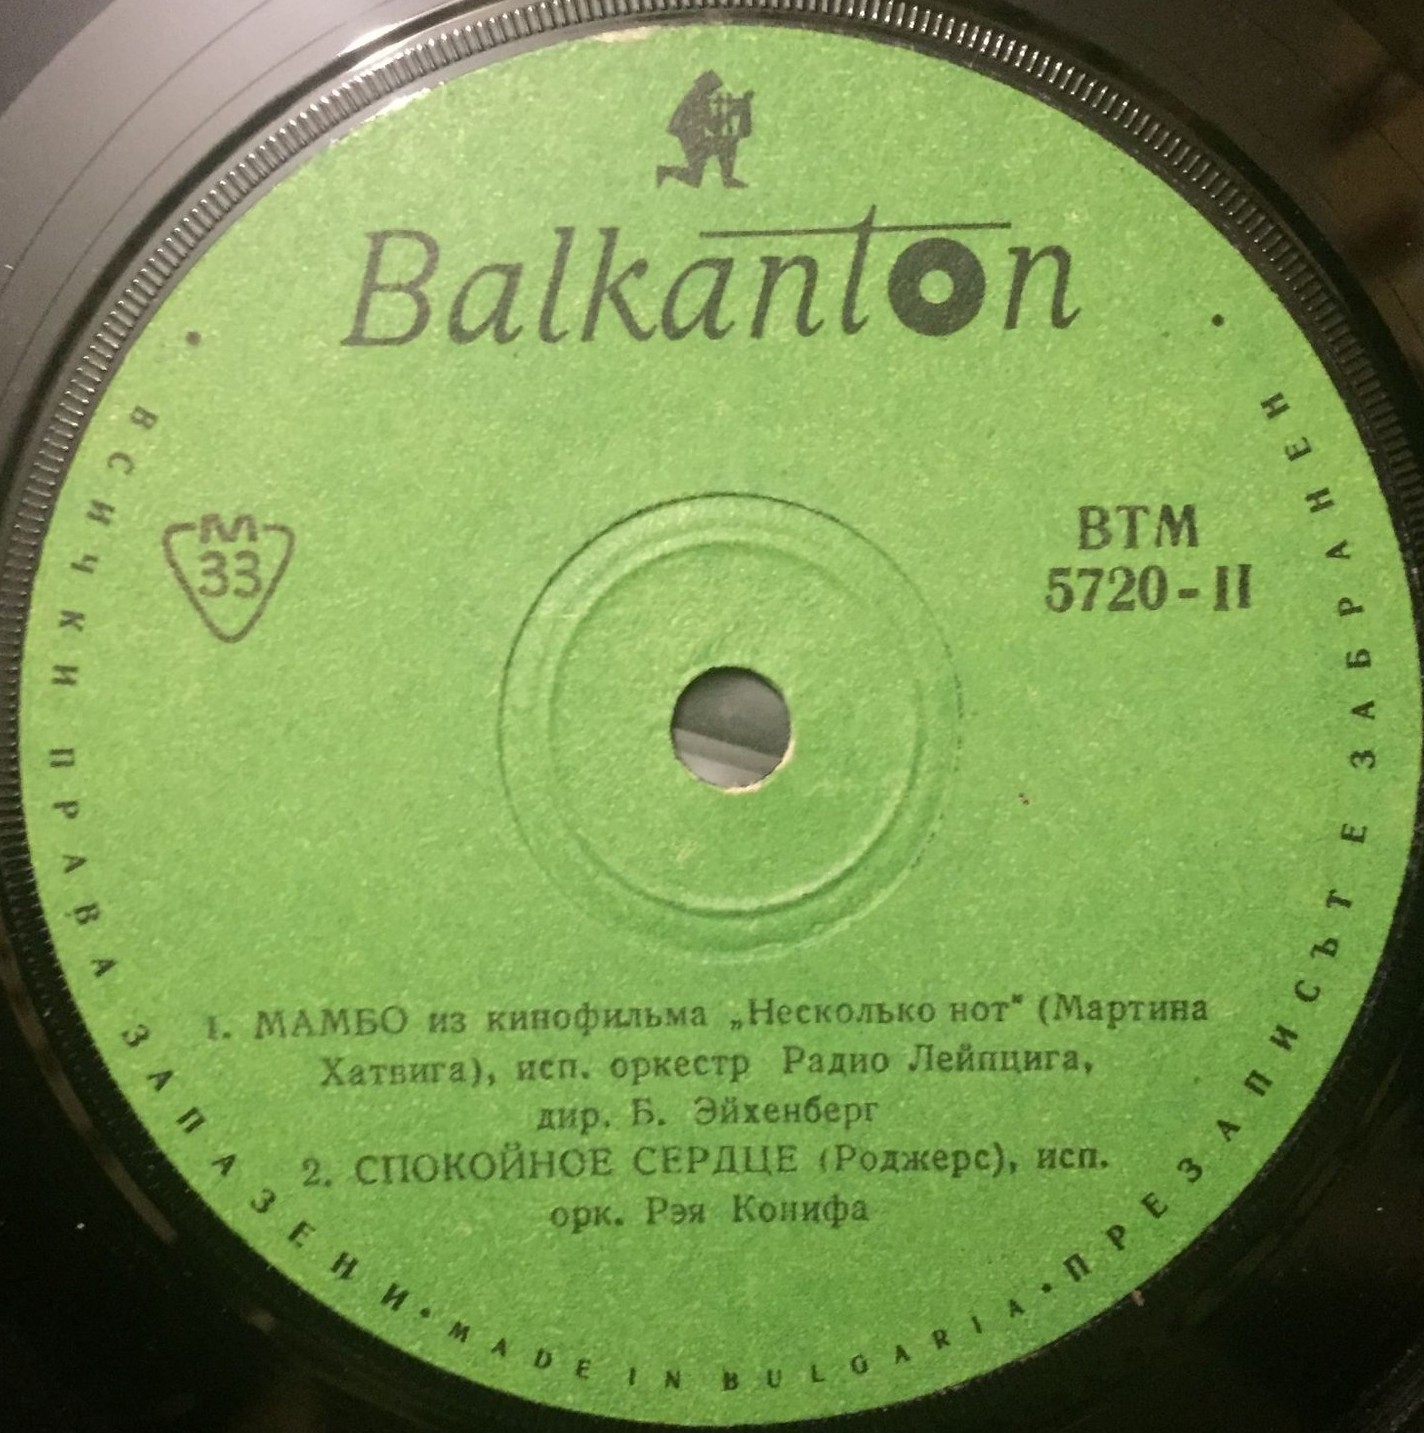 Balkanton
М
33
ВТМ
5720-II
1. МАМБО из кинофильма „Несколько нот“ (Мартина
Хатвига), исп. оркестр Радио Лейпцига,
дир. Б. Эйхенберг
2. СПОКОЙНОЕ СЕРДЦЕ (Роджерс), исп.
орк. Рэя Конифа
• ВСИЧКИ ПРАВА ЗАПАЗЕНИ • MADE IN BULGARIA • ПРЕЗАПИСЪТ Е ЗАБРАНЕН •